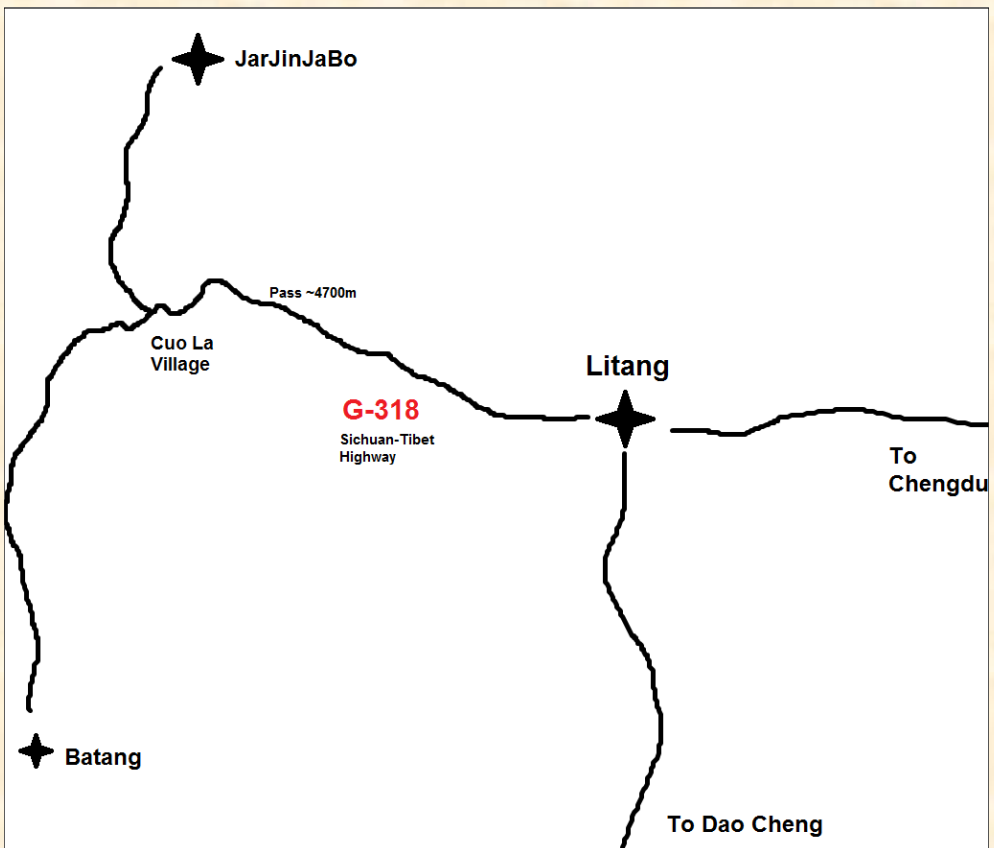 JarJinJaBo
Pass ~4700m
Cuo La
Village
Litang
G-318
Sichuan-Tibet
Highway
To
Chengdu
Batang
To Dao Cheng